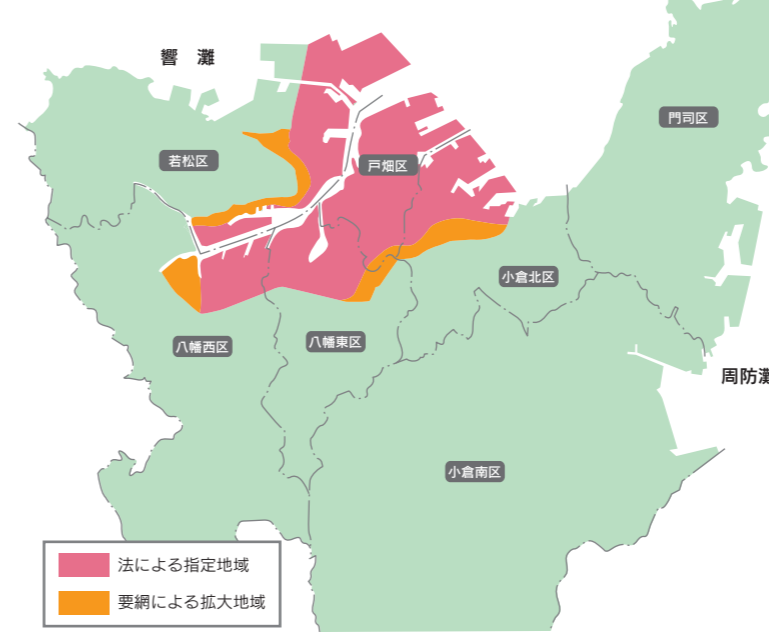 響 灘
門司区
若松区
戸畑区
小倉北区
八幡西区
八幡東区
周防灘
小倉南区
法による指定地域
要網による拡大地域